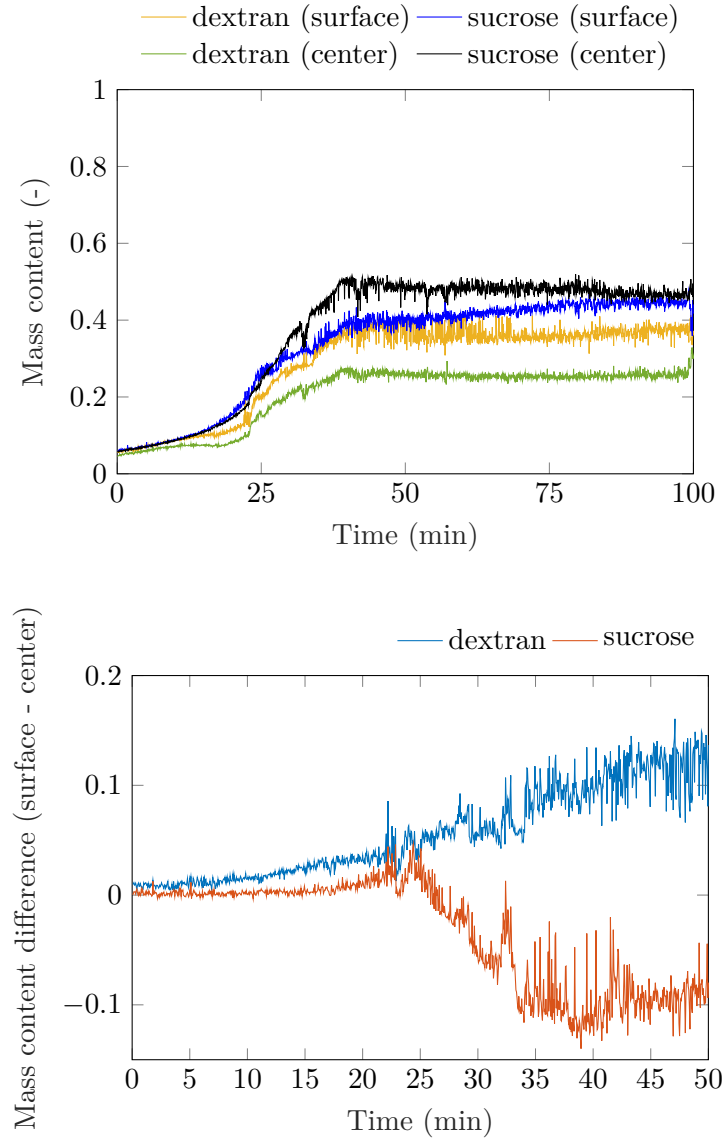 dextran (surface) sucrose (surface)
dextran (center) sucrose (center)
1
0.8
0.6
0.4
0.2
0
Mass content (-)
0 25 50 75 100
Time (min)
dextran sucrose
0.2
0.1
0
−0.1
Mass content difference (surface - center)
0 5 10 15 20 25 30 35 40 45 50
Time (min)